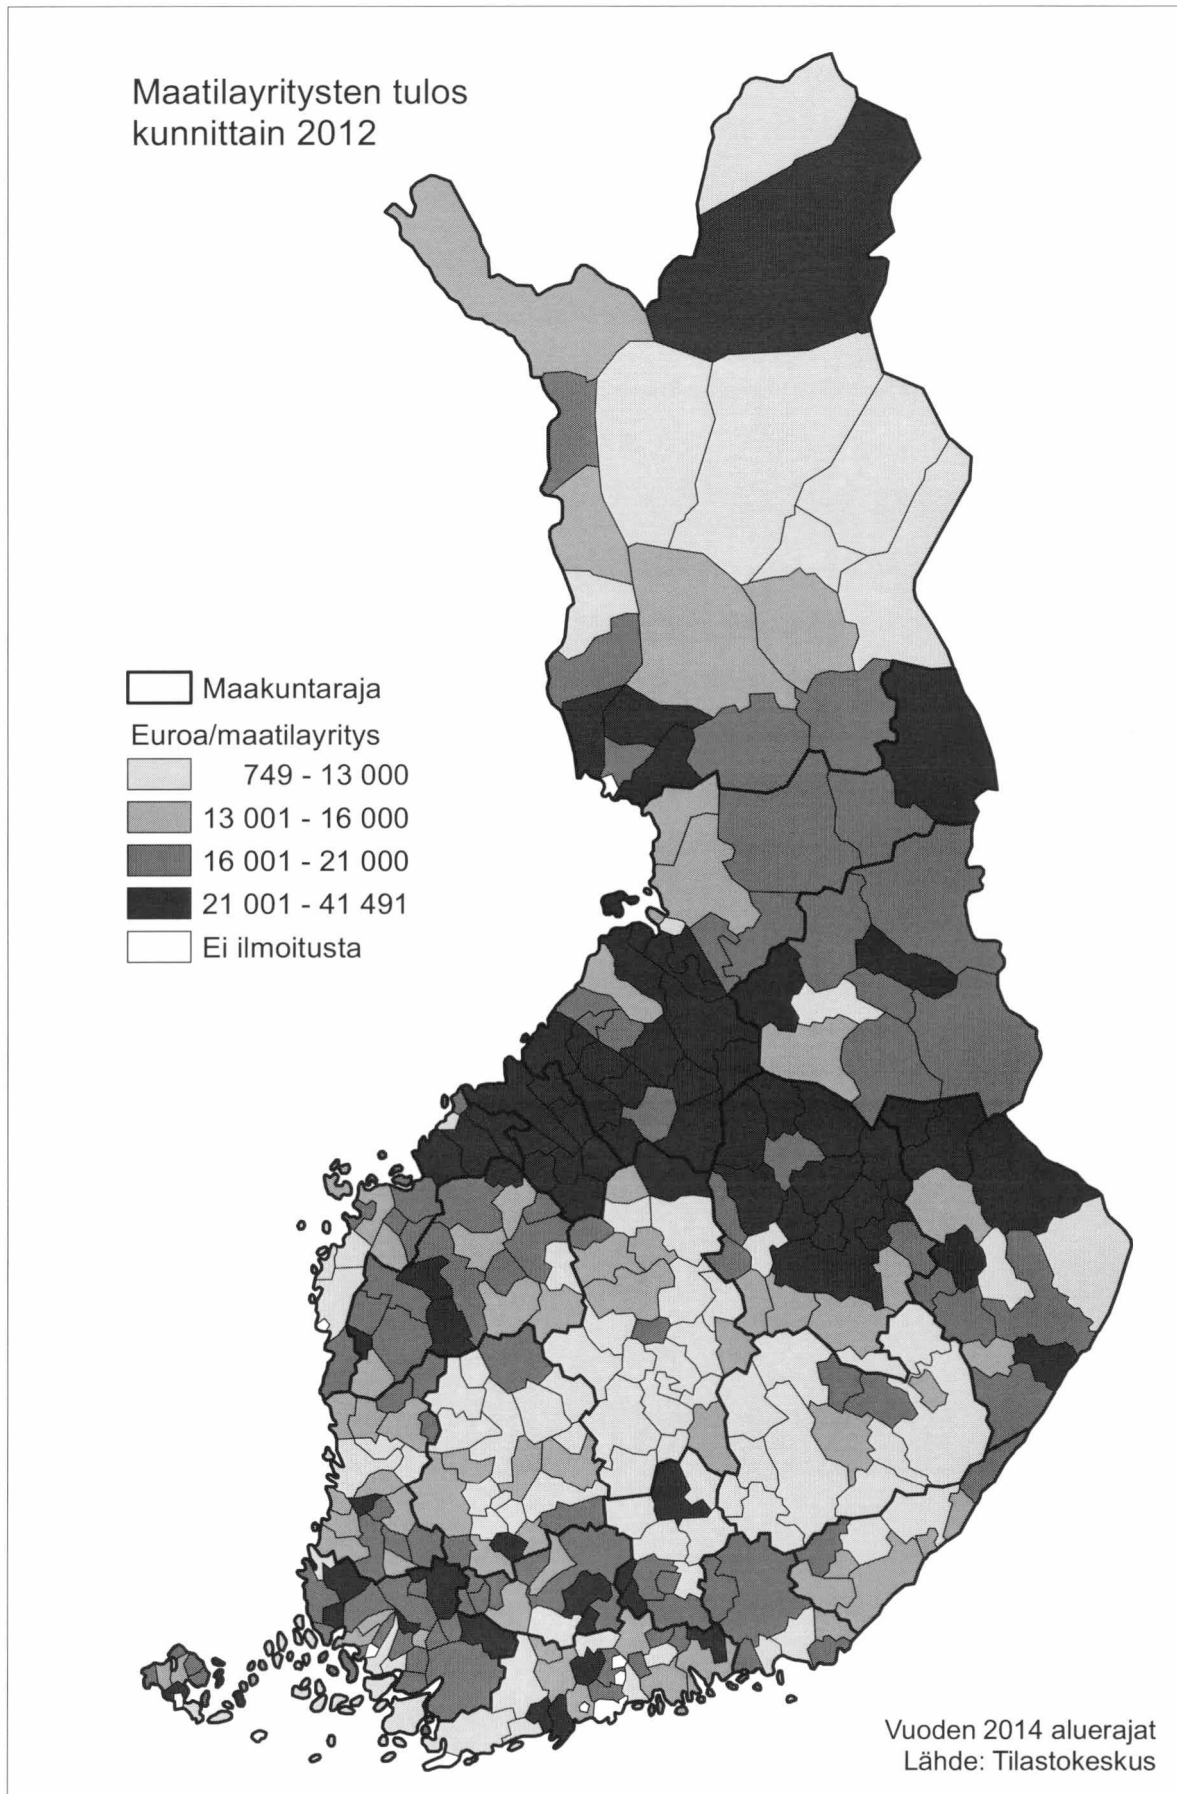 Maatilayritysten tulos
kunnittain 2012
Maakuntaraja
Euroa/maatilayritys
749 - 13 000
13 001 - 16 000
16 001 - 21 000
21 001 - 41 491
Ei ilmoitusta
Vuoden 2014 aluerajat
Lähde: Tilastokeskus